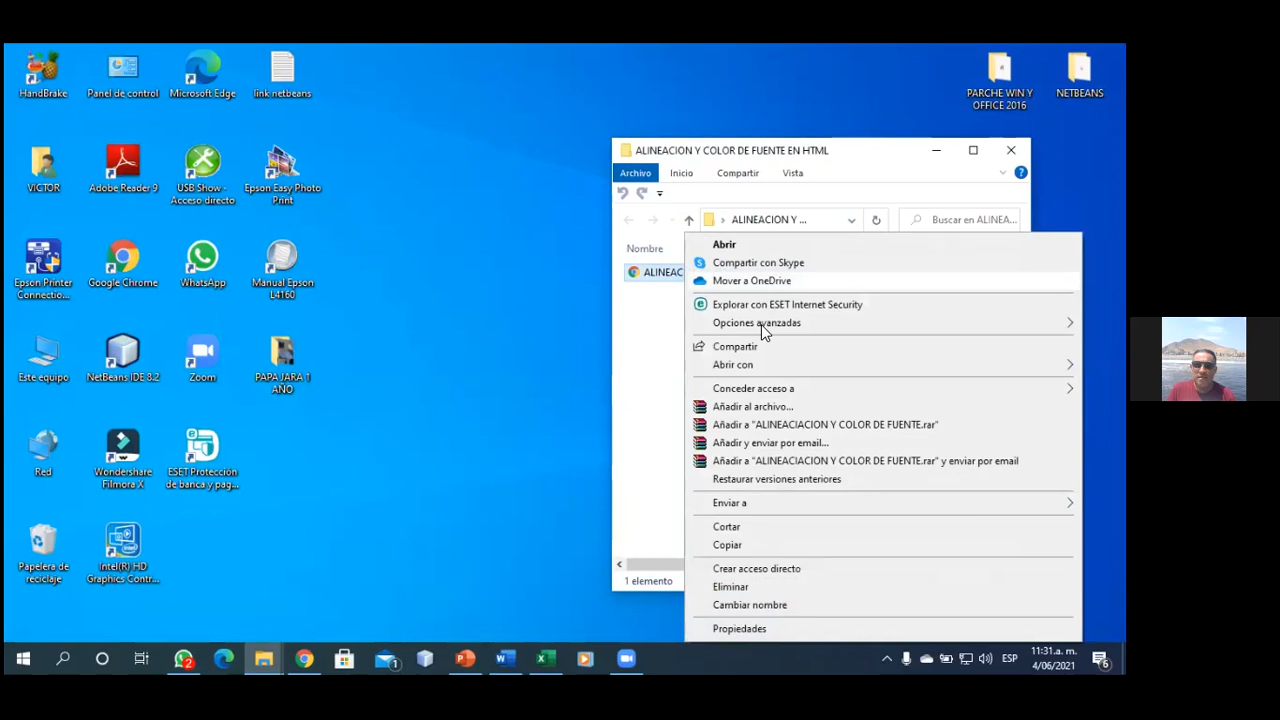 HandBrake
Panel de control
Microsoft Edge
link netbeans
PARCHE WIN Y
OFFICE 2016
NETBEANS
VICTOR
Adobe Reader 9
USB Show -
Acceso directo
Epson Easy Photo
Print
Epson Printer
Connectio...
Google Chrome
WhatsApp
Manual Epson
L4160
Este equipo
NetBeans IDE 8.2
Zoom
PAPA JARA 1
AÑO
Red
Wondershare
Filmora X
ESET Protección
de banca y pag...
Papelera de
reciclaje
Intel(R) HD
Graphics Contr...
ALINEACION Y COLOR DE FUENTE EN HTML
Archivo
Inicio
Compartir
Vista
ALINEACION Y ...
Buscar en ALINEA...
Nombre
ALINEAC
1 elemento
Abrir
Compartir con Skype
Mover a OneDrive
Explorar con ESET Internet Security
Opciones avanzadas
Compartir
Abrir con
Conceder acceso a
Añadir al archivo...
Añadir a "ALINEACIACION Y COLOR DE FUENTE.rar"
Añadir y enviar por email...
Añadir a "ALINEACIACION Y COLOR DE FUENTE.rar" y enviar por email
Restaurar versiones anteriores
Enviar a
Cortar
Copiar
Crear acceso directo
Eliminar
Cambiar nombre
Propiedades
2
1
ESP
11:31 a. m.
4/06/2021
6